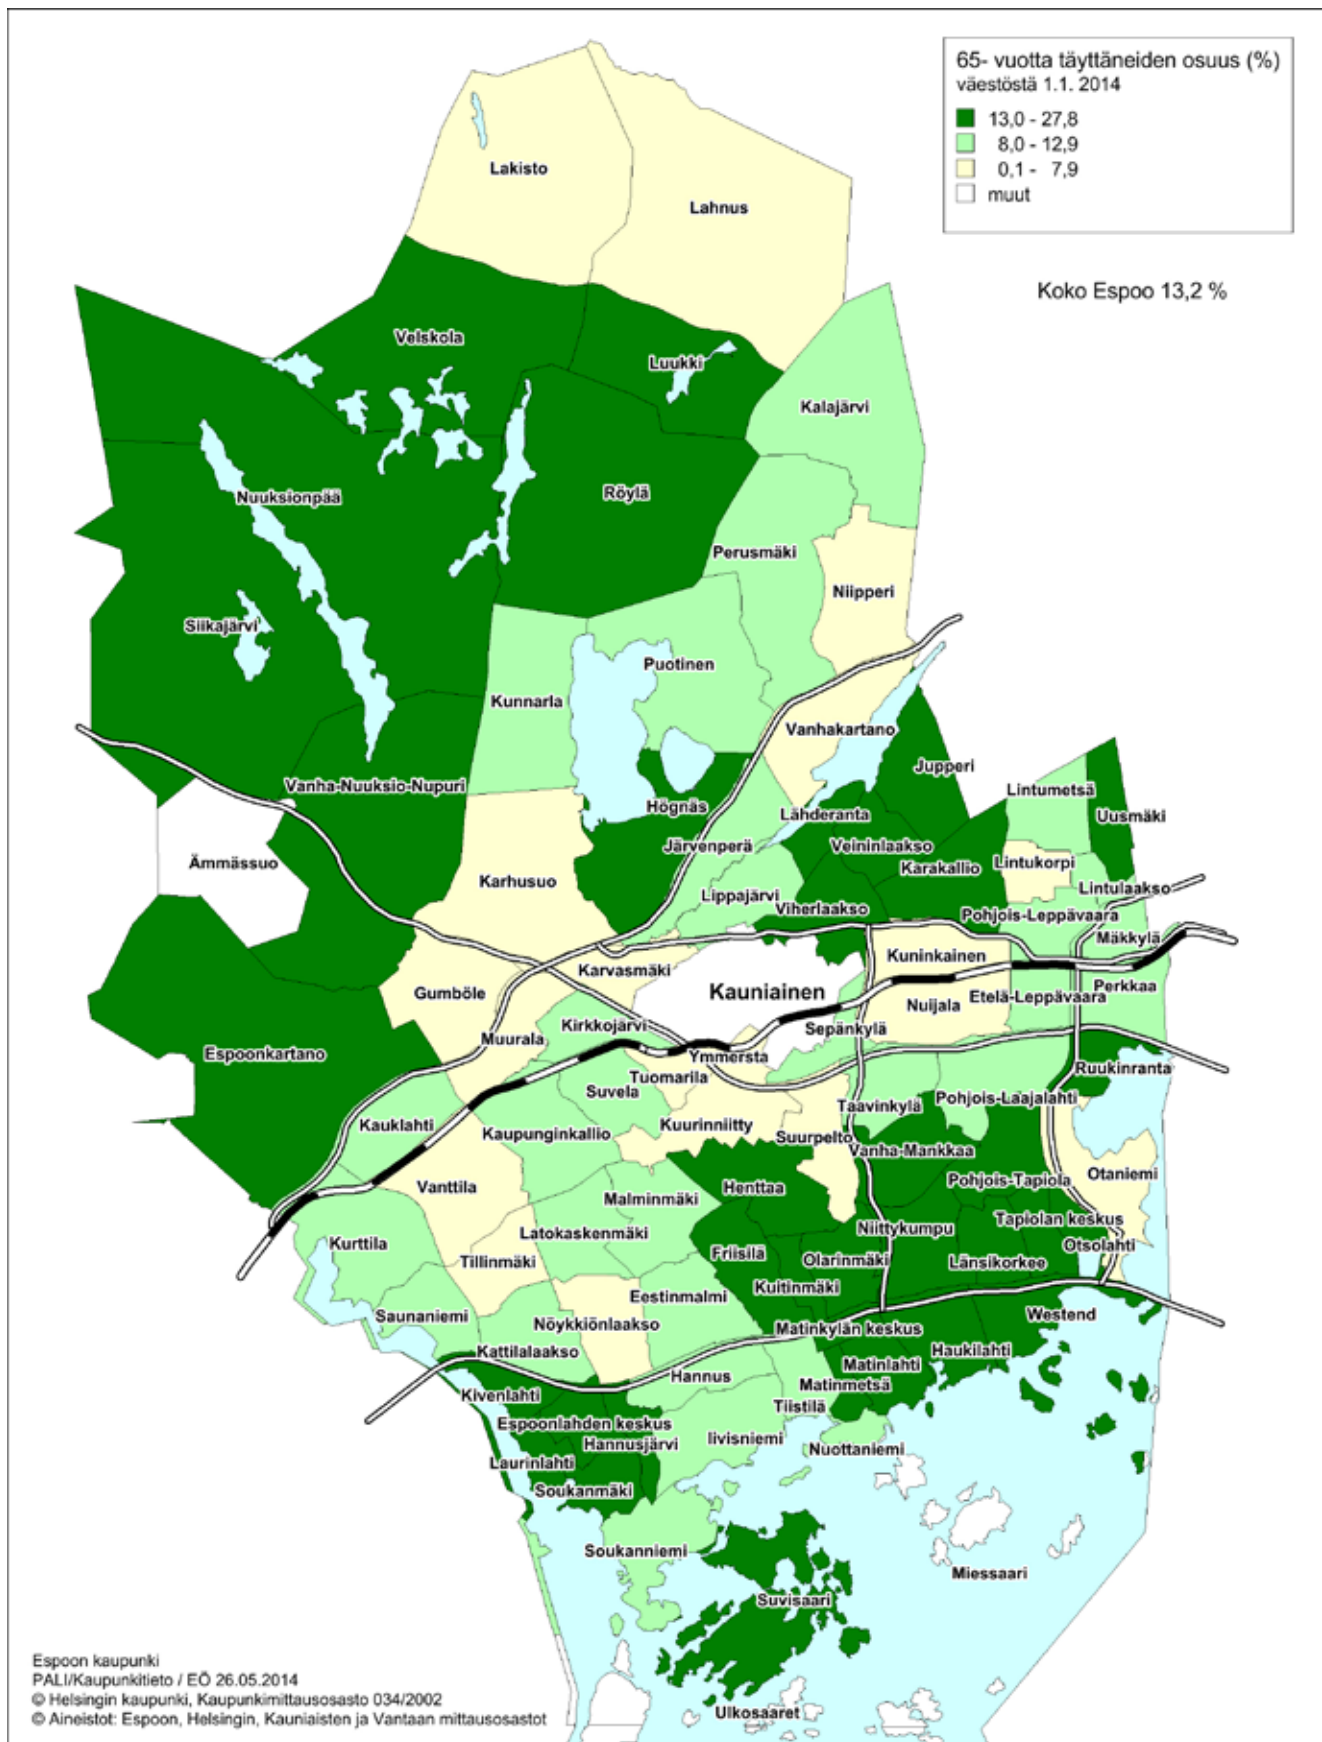 65- vuotta täyttäneiden osuus (%)
väestöstä 1.1. 2014
13,0 - 27,8
8,0 - 12,9
0,1 - 7,9
muut
Koko Espoo 13,2 %
Lakisto
Lahnus
Velskola
Luukki
Kalajärvi
Nuuksionpää
Röylä
Perusmäki
Niipperi
Siikajärvi
Puotinen
Kunnarla
Vanhakartano
Jupperi
Vanha-Nuuksio-Nupuri
Högnäs
Lähderanta
Lintumetsä
Uusmäki
Järvenperä
Veininlaakso
Ämmässuo
Karhusuo
Karakallio
Lintukorpi
Lippajärvi
Lintulaakso
Viherlaakso
Pohjois-Leppävaara
Mäkkylä
Kuninkainen
Karvasmäki
Gumböle
Kauniainen
Perkkaa
Nuijala
Etelä-Leppävaara
Kirkkojärvi
Sepänkylä
Muurala
Espoonkartano
Ymmersta
Ruukinranta
Tuomarila
Suvela
Pohjois-Laajalahti
Taavinkylä
Kauklahti
Kuurinniitty
Kaupunginkallio
Suurpelto
Vanha-Mankkaa
Otaniemi
Pohjois-Tapiola
Vanttila
Henttaa
Malminmäki
Tapiolan keskus
Niittykumpu
Latokaskenmäki
Kurttila
Otsolahti
Friisilä
Olarinmäki
Länsikorkee
Tillinmäki
Kuitinmäki
Eestinmalmi
Saunaniemi
Westend
Nöykkiönlaakso
Matinkylän keskus
Kattilalaakso
Haukilahti
Matinlahti
Hannus
Matinmetsä
Kivenlahti
Tiistilä
Espoonlahden keskus
Iivisniemi
Hannusjärvi
Nuottaniemi
Laurinlahti
Soukanmäki
Soukanniemi
Miessaari
Suvisaari
Ulkosaaret
Espoon kaupunki
PALI/Kaupunkitieto / EÖ 26.05.2014
© Helsingin kaupunki, Kaupunkimittausosasto 034/2002
© Aineistot: Espoon, Helsingin, Kauniaisten ja Vantaan mittausosastot